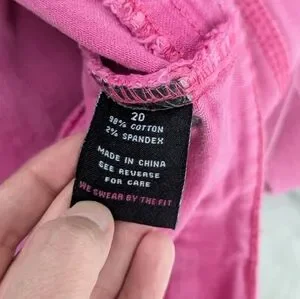 20
98% COTTON
2% SPANDEX
MADE IN CHINA
SEE REVERSE
FOR CARE
WE SWEAR BY THE FIT